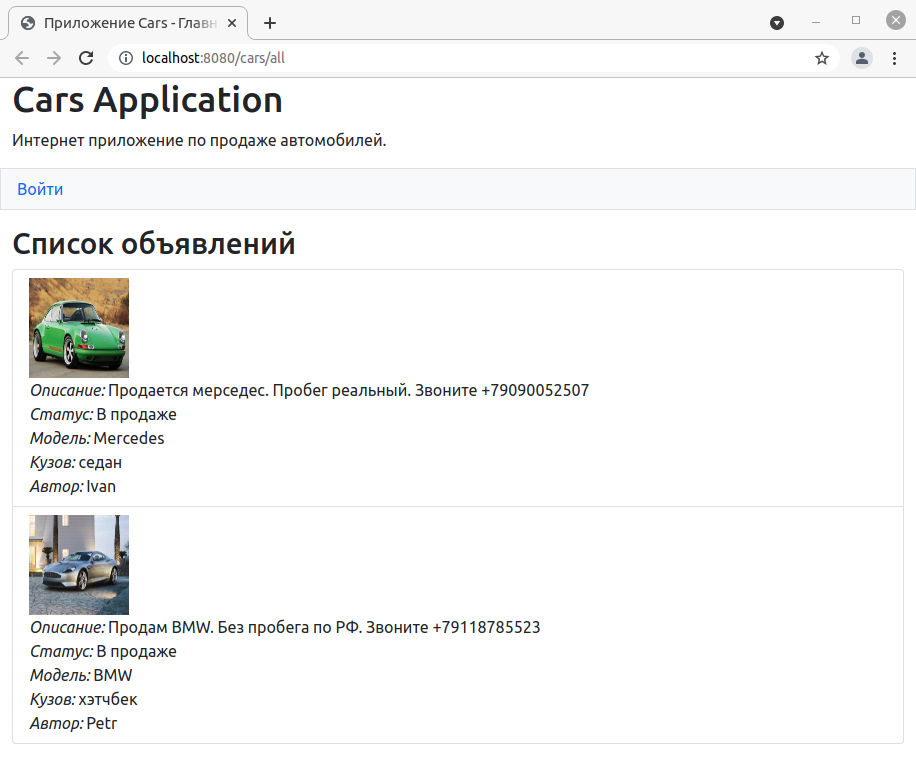 Приложение Cars - Главн
localhost:8080/cars/all
Cars Application
Интернет приложение по продаже автомобилей.
Войти
Список объявлений
Описание: Продается мерседес. Пробег реальный. Звоните +79090052507
Статус: В продаже
Модель: Mercedes
Кузов: седан
Автор: Ivan
Описание: Продам BMW. Без пробега по РФ. Звоните +79118785523
Статус: В продаже
Модель: BMW
Кузов: хэтчбек
Автор: Petr